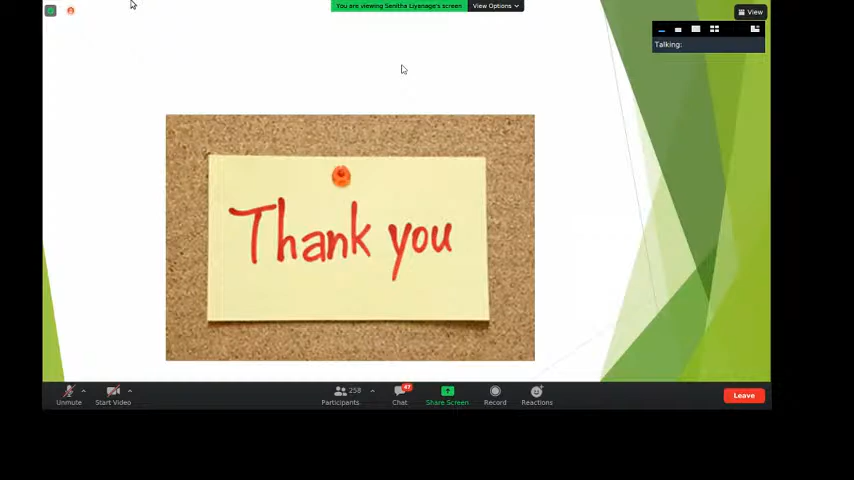 You are viewing Senitha Liyanage's screen
View Options
View
Talking:
Thank you
Unmute
Start Video
258
Participants
47
Chat
Share Screen
Record
Reactions
Leave